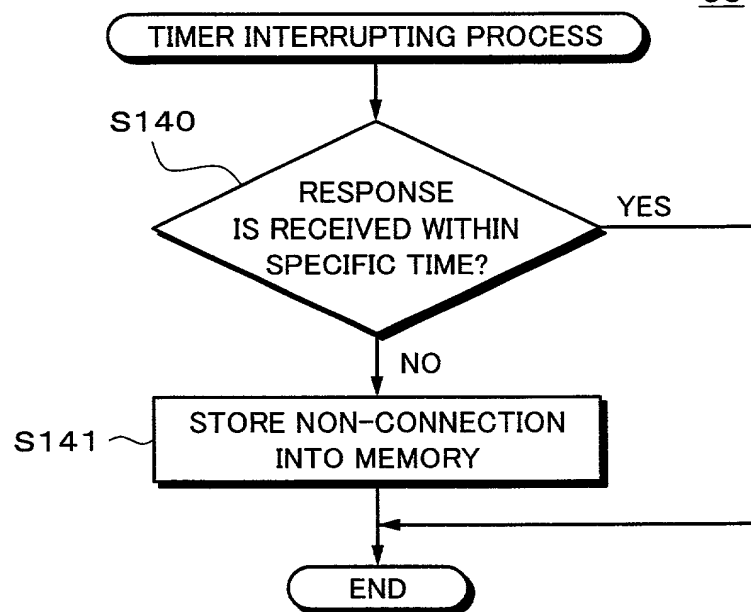 TIMER INTERRUPTING PROCESS
S140
RESPONSE
IS RECEIVED WITHIN
SPECIFIC TIME?
YES
NO
S141
STORE NON-CONNECTION
INTO MEMORY
END